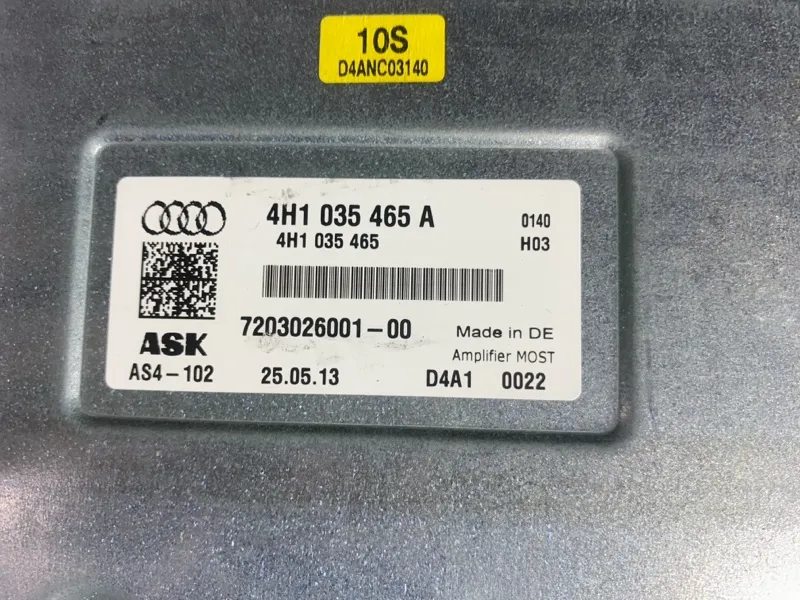 10S
D4ANC03140
4H1 035 465 A
0140
4H1 035 465
H03
7203026001-00
Made in DE
ASK
Amplifier MOST
AS4-102
25.05.13
D4A1 0022